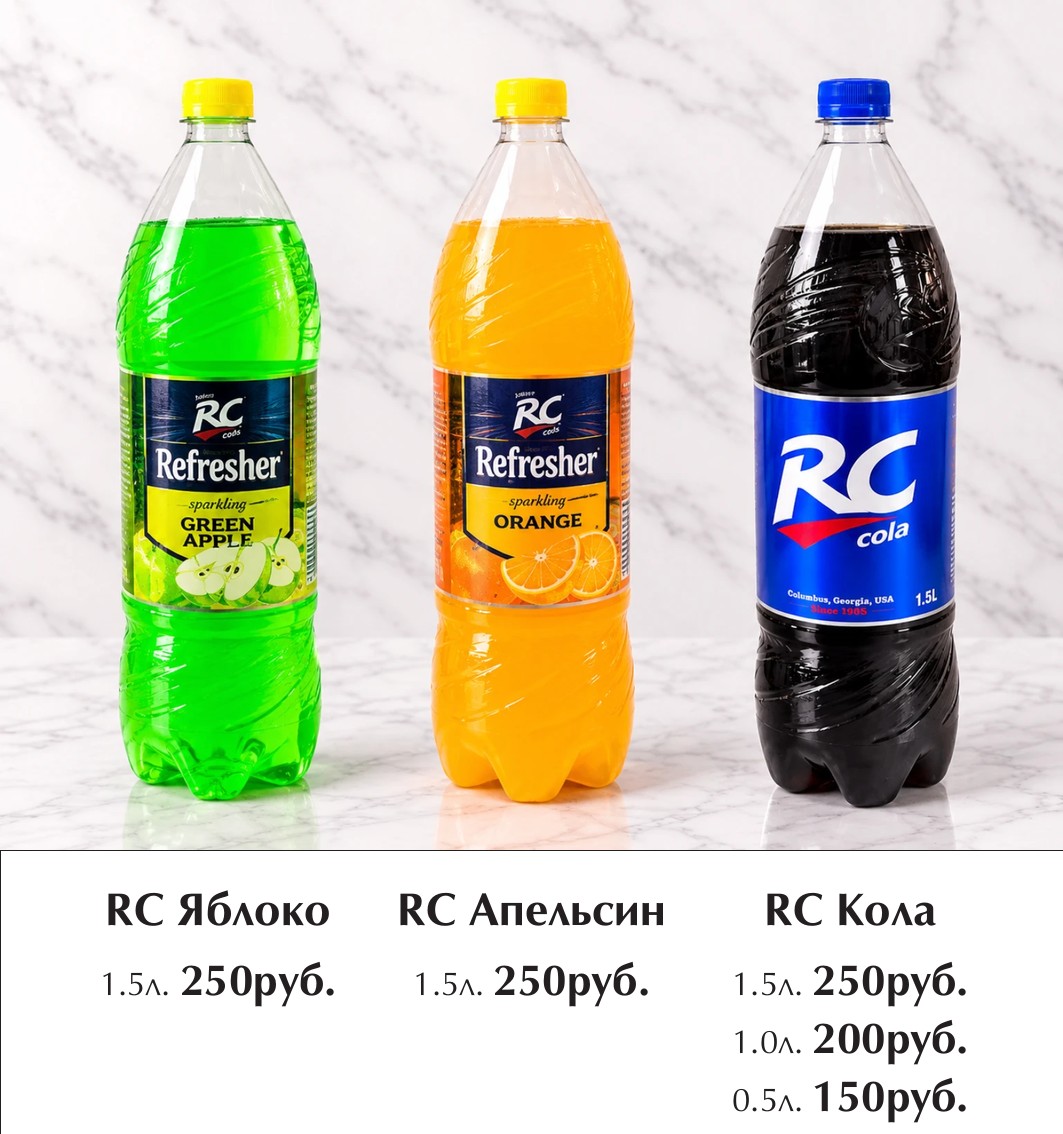 RC
Refresher
sparkling
GREEN
APPLE
RC
Refresher
sparkling
ORANGE
RC
cola
Columbus, Georgia, USA
Since 1985
1.5L
RC Яблоко
1.5л. 250руб.
RC Апельсин
1.5л. 250руб.
RC Кола
1.5л. 250руб.
1.0л. 200руб.
0.5л. 150руб.